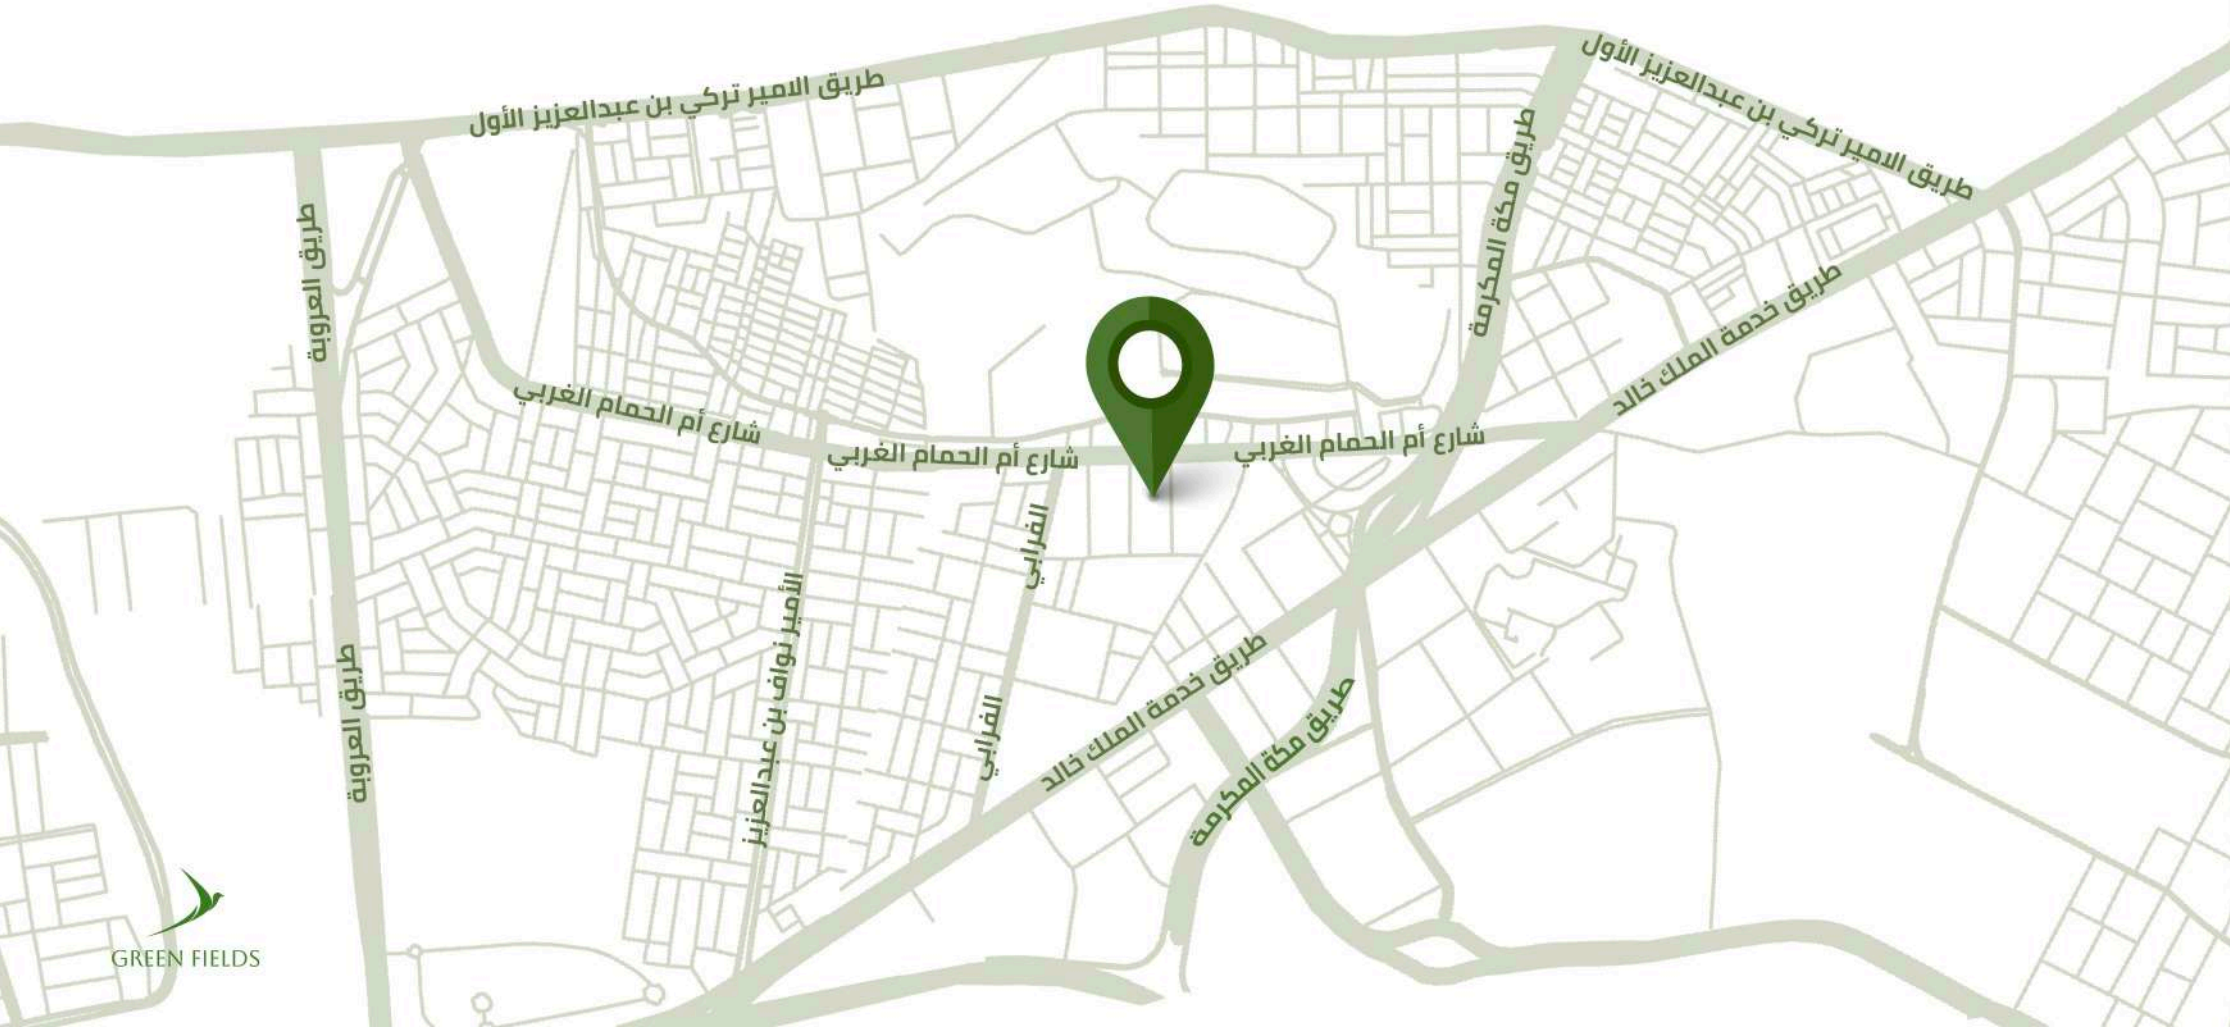 طريق الامير تركي بن عبدالعزيز الأول
طريق الامير تركي بن عبدالعزيز الأول
طريق مكة المكرمة
طريق العروبة
طريق خدمة الملك خالد
شارع أم الحمام الغربي
شارع أم الحمام الغربي
شارع أم الحمام الغربي
الفرابي
الأمير نواف بن عبدالعزيز
طريق العروبة
الفرابي
طريق خدمة الملك خالد
طريق مكة المكرمة
GREEN FIELDS